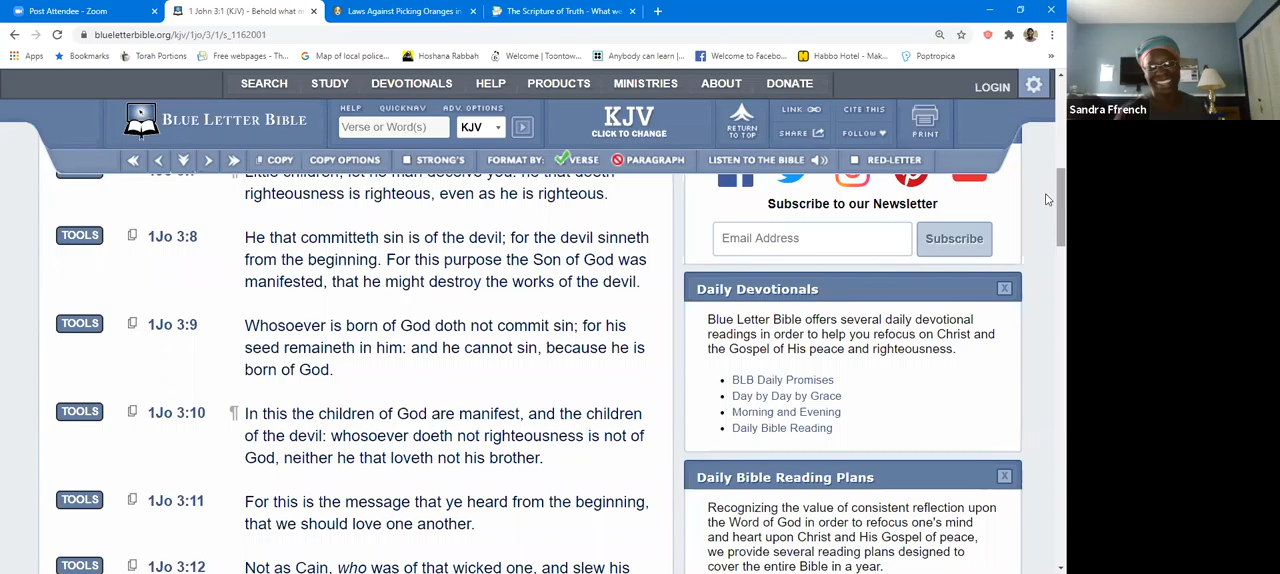 Post Attendee - Zoom
1 John 3:1 (KJV) - Behold what m
Laws Against Picking Oranges in
The Scripture of Truth - What we
blueletterbible.org/kjv/1jo/3/1/s_1162001
Apps
Bookmarks
Torah Portions
Free webpages - Th...
Map of local police...
Hoshana Rabbah
Welcome | Toontow...
Anybody can learn |...
Welcome to Faceboo...
Habbo Hotel - Mak...
Poptropica
Sandra Ffrench
SEARCH STUDY DEVOTIONALS HELP PRODUCTS MINISTRIES ABOUT DONATE
LOGIN
BLUE LETTER BIBLE
HELP QUICKNAV ADV. OPTIONS
Verse or Word(s)
KJV
KJV
CLICK TO CHANGE
RETURN
TO TOP
LINK
CITE THIS
SHARE
FOLLOW
PRINT
COPY COPY OPTIONS STRONG'S FORMAT BY: VERSE PARAGRAPH LISTEN TO THE BIBLE RED-LETTER
Little children, let no man deceive you: he that doeth
righteousness is righteous, even as he is righteous.
TOOLS 1Jo 3:8 He that committeth sin is of the devil; for the devil sinneth
from the beginning. For this purpose the Son of God was
manifested, that he might destroy the works of the devil.
TOOLS 1Jo 3:9 Whosoever is born of God doth not commit sin; for his
seed remaineth in him: and he cannot sin, because he is
born of God.
TOOLS 1Jo 3:10 ¶ In this the children of God are manifest, and the children
of the devil: whosoever doeth not righteousness is not of
God, neither he that loveth not his brother.
TOOLS 1Jo 3:11 For this is the message that ye heard from the beginning,
that we should love one another.
TOOLS 1Jo 3:12 Not as Cain, who was of that wicked one, and slew his
Subscribe to our Newsletter
Email Address
Subscribe
Daily Devotionals
X
Blue Letter Bible offers several daily devotional
readings in order to help you refocus on Christ and
the Gospel of His peace and righteousness.
• BLB Daily Promises
• Day by Day by Grace
• Morning and Evening
• Daily Bible Reading
Daily Bible Reading Plans
X
Recognizing the value of consistent reflection upon
the Word of God in order to refocus one's mind
and heart upon Christ and His Gospel of peace,
we provide several reading plans designed to
cover the entire Bible in a year.